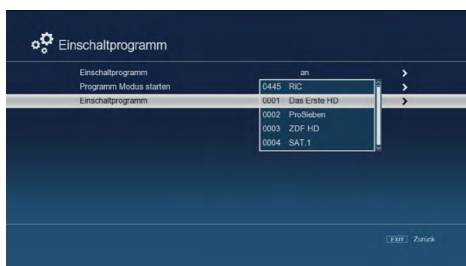 Einschaltprogramm
Einschaltprogramm an
Programm Modus starten 0445 RiC
Einschaltprogramm 0001 Das Erste HD
0002 ProSieben
0003 ZDF HD
0004 SAT.1
EXIT Zurück